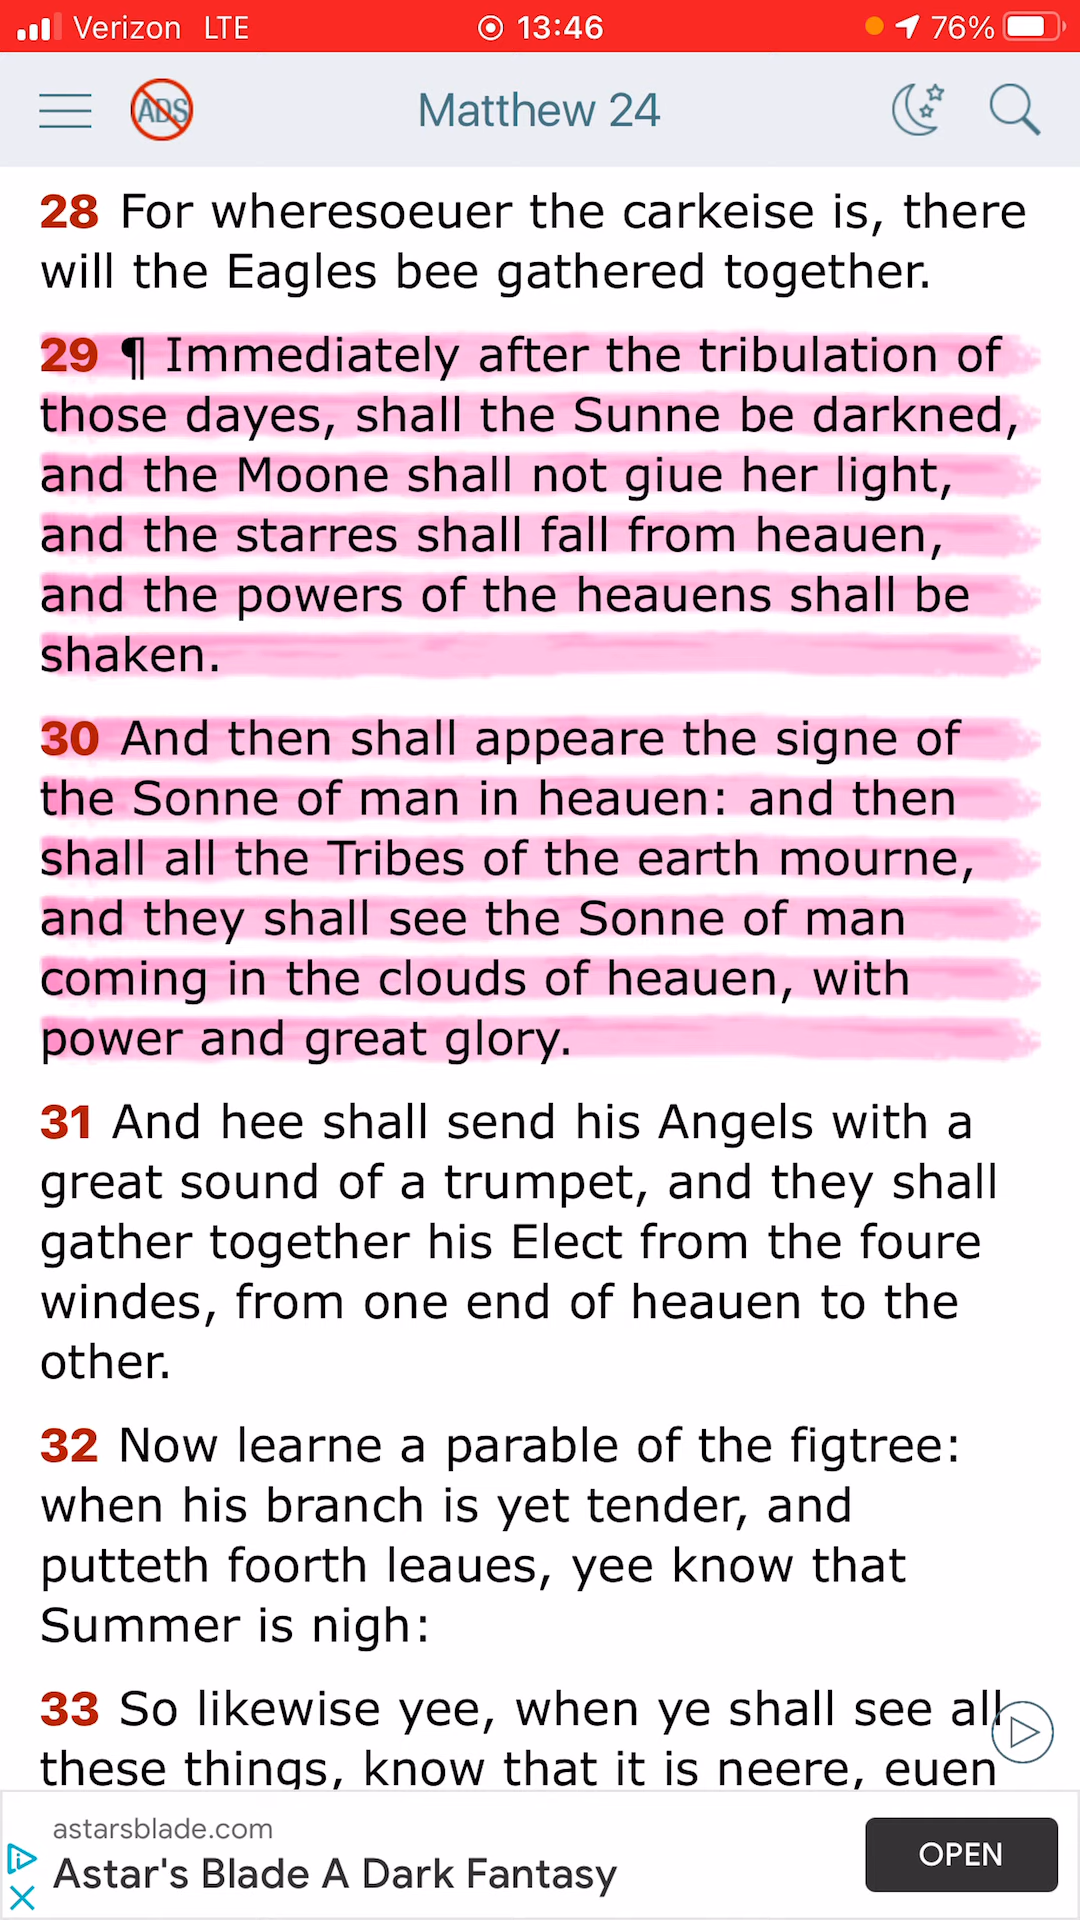 Verizon LTE 13:46 76%
ADS Matthew 24
28 For wheresoeuer the carkeise is, there
will the Eagles bee gathered together.
29 ¶ Immediately after the tribulation of
those dayes, shall the Sunne be darkned,
and the Moone shall not giue her light,
and the starres shall fall from heauen,
and the powers of the heauens shall be
shaken.
30 And then shall appeare the signe of
the Sonne of man in heauen: and then
shall all the Tribes of the earth mourne,
and they shall see the Sonne of man
coming in the clouds of heauen, with
power and great glory.
31 And hee shall send his Angels with a
great sound of a trumpet, and they shall
gather together his Elect from the foure
windes, from one end of heauen to the
other.
32 Now learne a parable of the figtree:
when his branch is yet tender, and
putteth foorth leaues, yee know that
Summer is nigh:
33 So likewise yee, when ye shall see all
these things, know that it is neere, euen
astarsblade.com
Astar's Blade A Dark Fantasy
OPEN